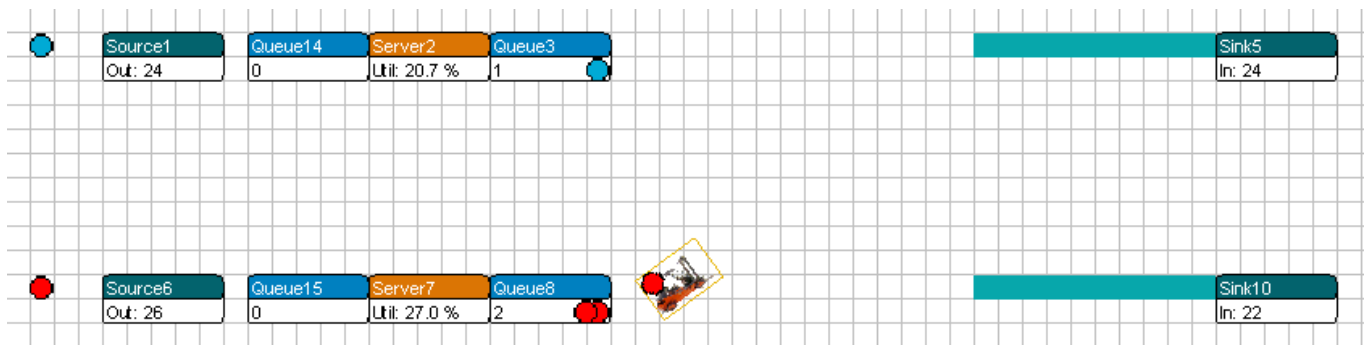 Source1 Queue14 Server2 Queue3 Sink5
Out: 24 0 Util: 20.7 % 1 In: 24
Source6 Queue15 Server7 Queue8 Sink10
Out: 26 0 Util: 27.0 % 2 In: 22